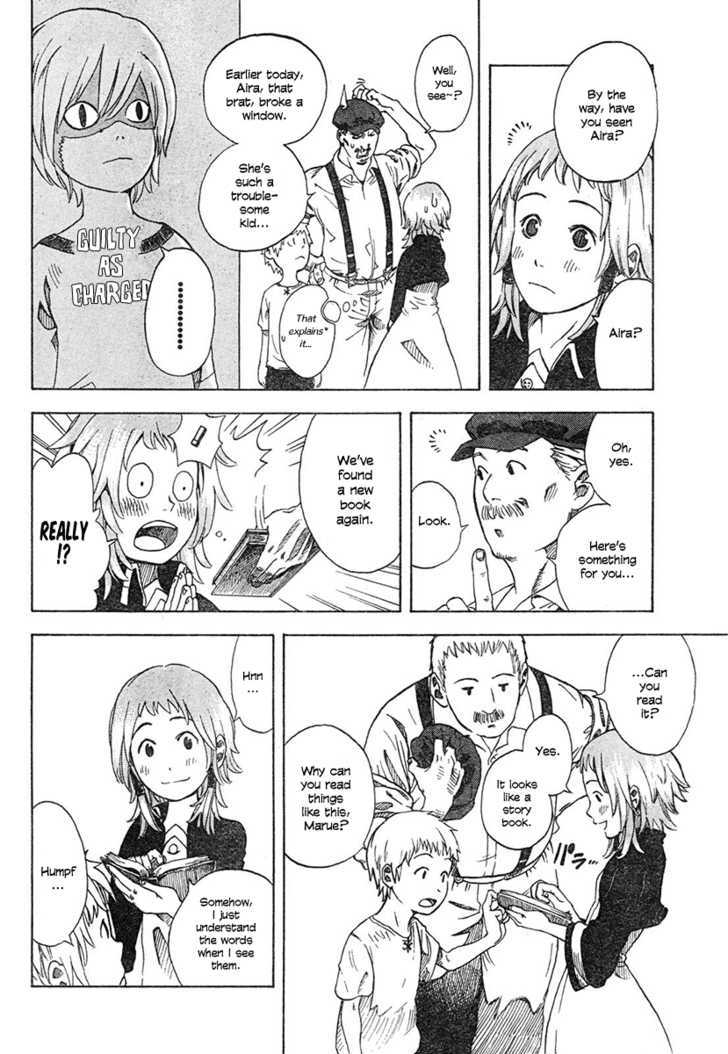 By the
way, have
you seen
Aira?
Aira?
Well,
you
see~?
Earlier today,
Aira, that
brat, broke a
window.
She's
such a
trouble-
some
kid...
That
explains*
it...
GUILTY
AS
CHARGED
..........
Oh,
yes.
Here's
something
for you...
Look.
We've
found
a new
book
again.
!
REALLY
!?
...Can
you
read
it?
Yes.
It looks
like a
story
book.
パラ…
Why can
you read
things
like this,
Marue?
Hnn
...
Somehow,
I just
understand
the words
when I see
them.
Humpf
...